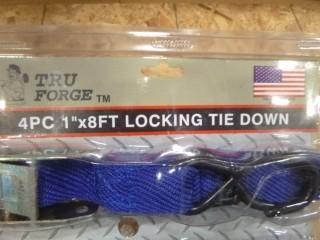 TRU
FORGE TM
4PC 1"x8FT LOCKING TIE DOWN